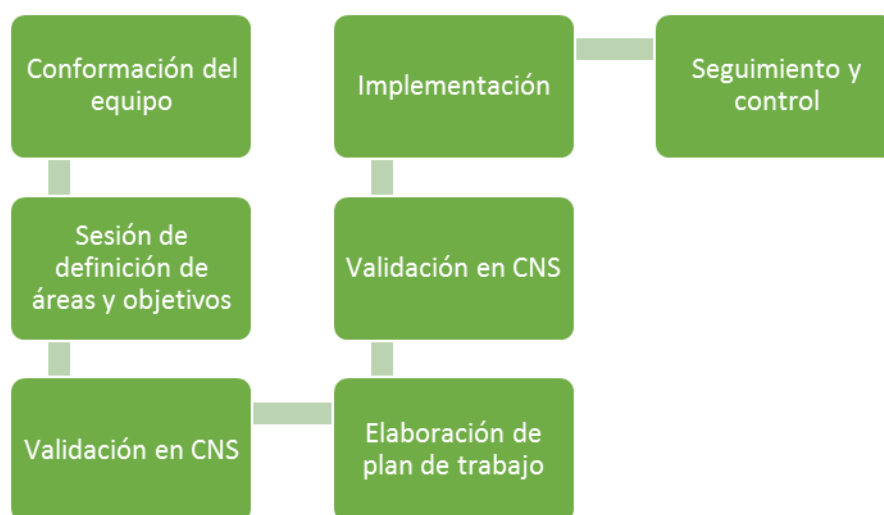 Conformación del
equipo
Sesión de
definición de
áreas y objetivos
Validación en CNS
Elaboración de
plan de trabajo
Validación en CNS
Implementación
Seguimiento y
control